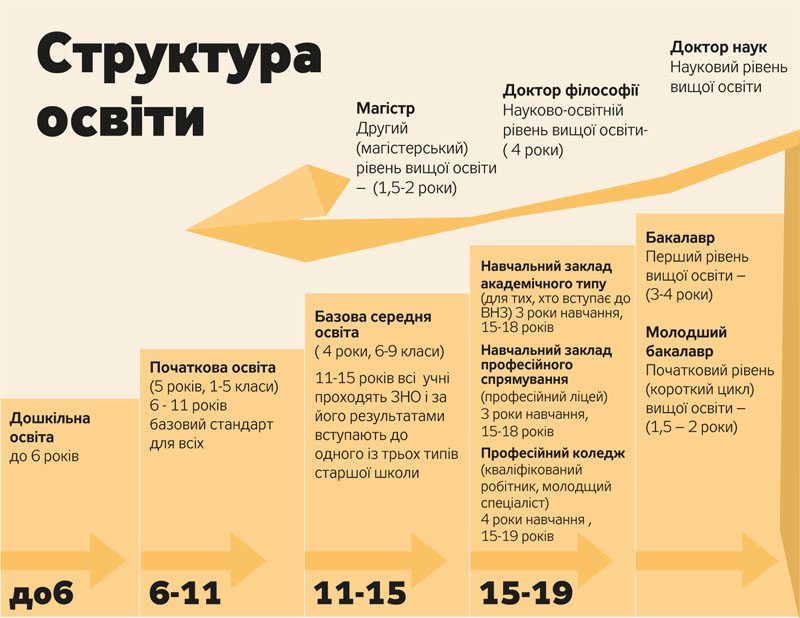 Структура
освіти
Доктор наук
Науковий рівень
вищої освіти
Доктор філософії
Науково-освітній
рівень вищої освіти-
( 4 роки)
Магістр
Другий
(магістерський)
рівень вищої освіти
– (1,5-2 роки)
Дошкільна
освіта
до 6 років
Початкова освіта
(5 років, 1-5 класи)
6 - 11 років
базовий стандарт
для всіх
Базова середня
освіта
( 4 роки, 6-9 класи)
11-15 років всі учні
проходять ЗНО і за
його результатами
вступають до
одного із трьох типів
старшої школи
Навчальний заклад
академічного типу
(для тих, хто вступає до
ВНЗ) 3 роки навчання,
15-18 років
Навчальний заклад
професійного
спрямування
(професійний ліцей)
3 роки навчання,
15-18 років
Професійний коледж
(кваліфікований
робітник, молодщий
спеціаліст)
4 роки навчання ,
15-19 років
Бакалавр
Перший рівень
вищої освіти –
(3-4 роки)
Молодший
бакалавр
Початковий рівень
(короткий цикл)
вищої освіти –
(1,5 – 2 роки)
до6
6-11
11-15
15-19